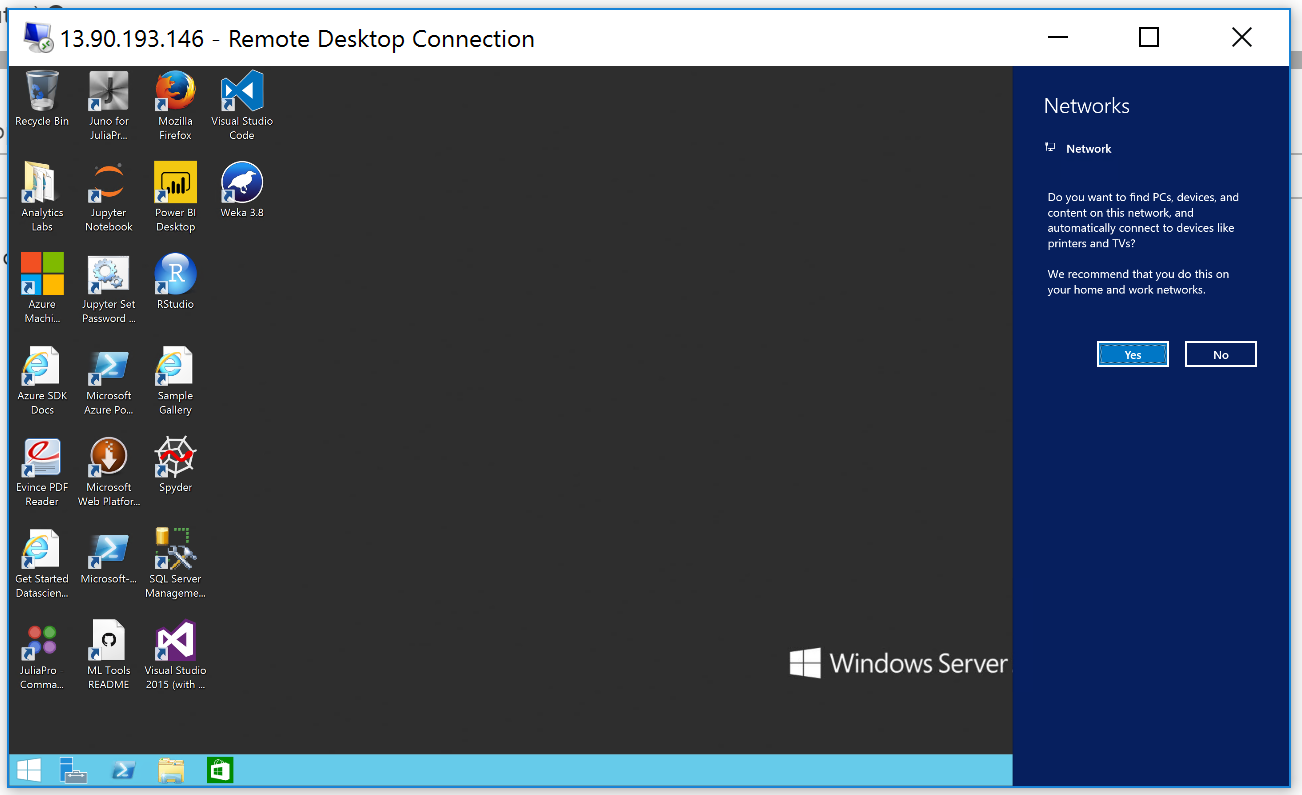 13.90.193.146 - Remote Desktop Connection
Recycle Bin
Juno for
JuliaPr...
Mozilla
Firefox
Visual Studio
Code
Analytics
Labs
Jupyter
Notebook
Power BI
Desktop
Weka 3.8
Azure
Machi...
Jupyter Set
Password ...
RStudio
Azure SDK
Docs
Microsoft
Azure Po...
Sample
Gallery
Evince PDF
Reader
Microsoft
Web Platfor...
Spyder
Get Started
Datascien...
Microsoft-...
SQL Server
Manageme...
JuliaPro
Comma...
ML Tools
README
Visual Studio
2015 (with ...
Windows Server
Networks
Network
Do you want to find PCs, devices, and
content on this network, and
automatically connect to devices like
printers and TVs?
We recommend that you do this on
your home and work networks.
Yes
No